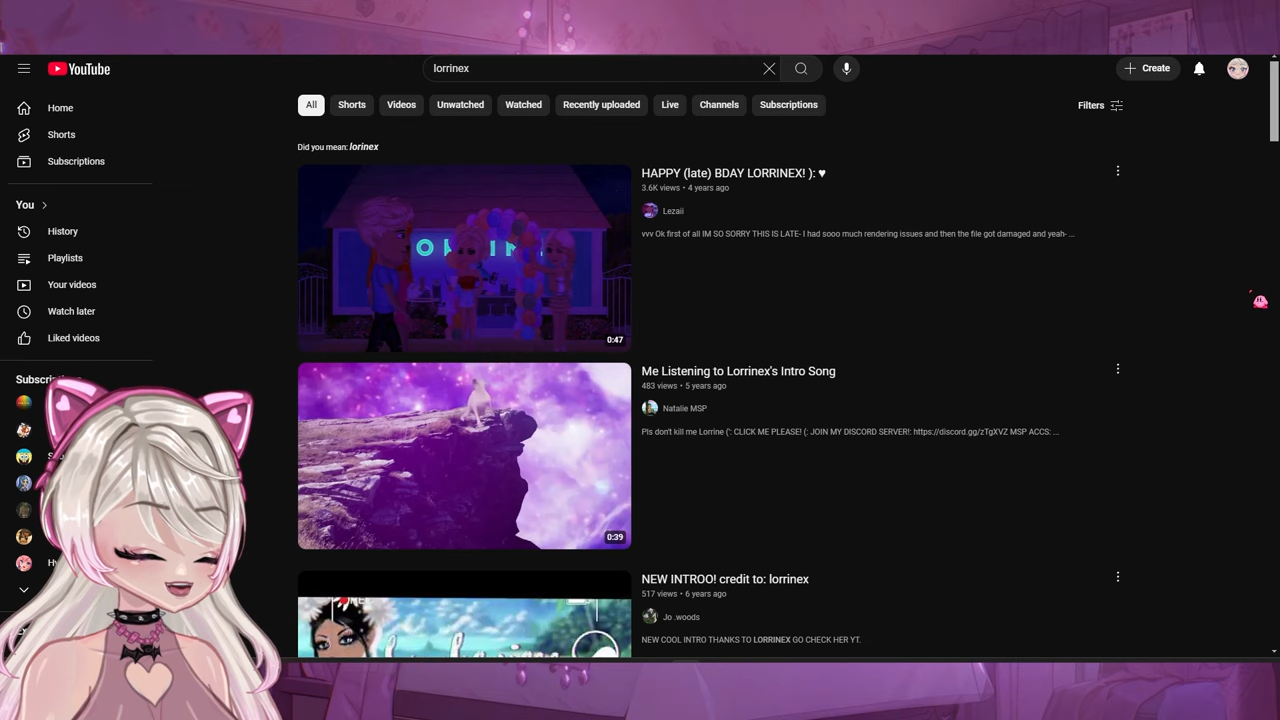 YouTube
lorrinex
Create
Home
Shorts
Subscriptions
You
History
Playlists
Your videos
Watch later
Liked videos
All
Shorts
Videos
Unwatched
Watched
Recently uploaded
Live
Channels
Subscriptions
Filters
Did you mean: lorinex
HAPPY (late) BDAY LORRINEX! ): ♥
3.6K views • 4 years ago
Lezaii
vvv Ok first of all IM SO SORRY THIS IS LATE- I had sooo much rendering issues and then the file got damaged and yeah- ...
0:47
Me Listening to Lorrinex's Intro Song
483 views • 5 years ago
Natalie MSP
Pls don't kill me Lorrine (': CLICK ME PLEASE! (: JOIN MY DISCORD SERVER!: https://discord.gg/zTgXVZ MSP ACCS: ...
0:39
NEW INTROO! credit to: lorrinex
517 views • 6 years ago
Jo .woods
NEW COOL INTRO THANKS TO LORRINEX GO CHECK HER YT.